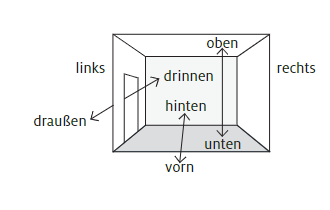 oben
links
rechts
drinnen
hinten
draußen
unten
vorn